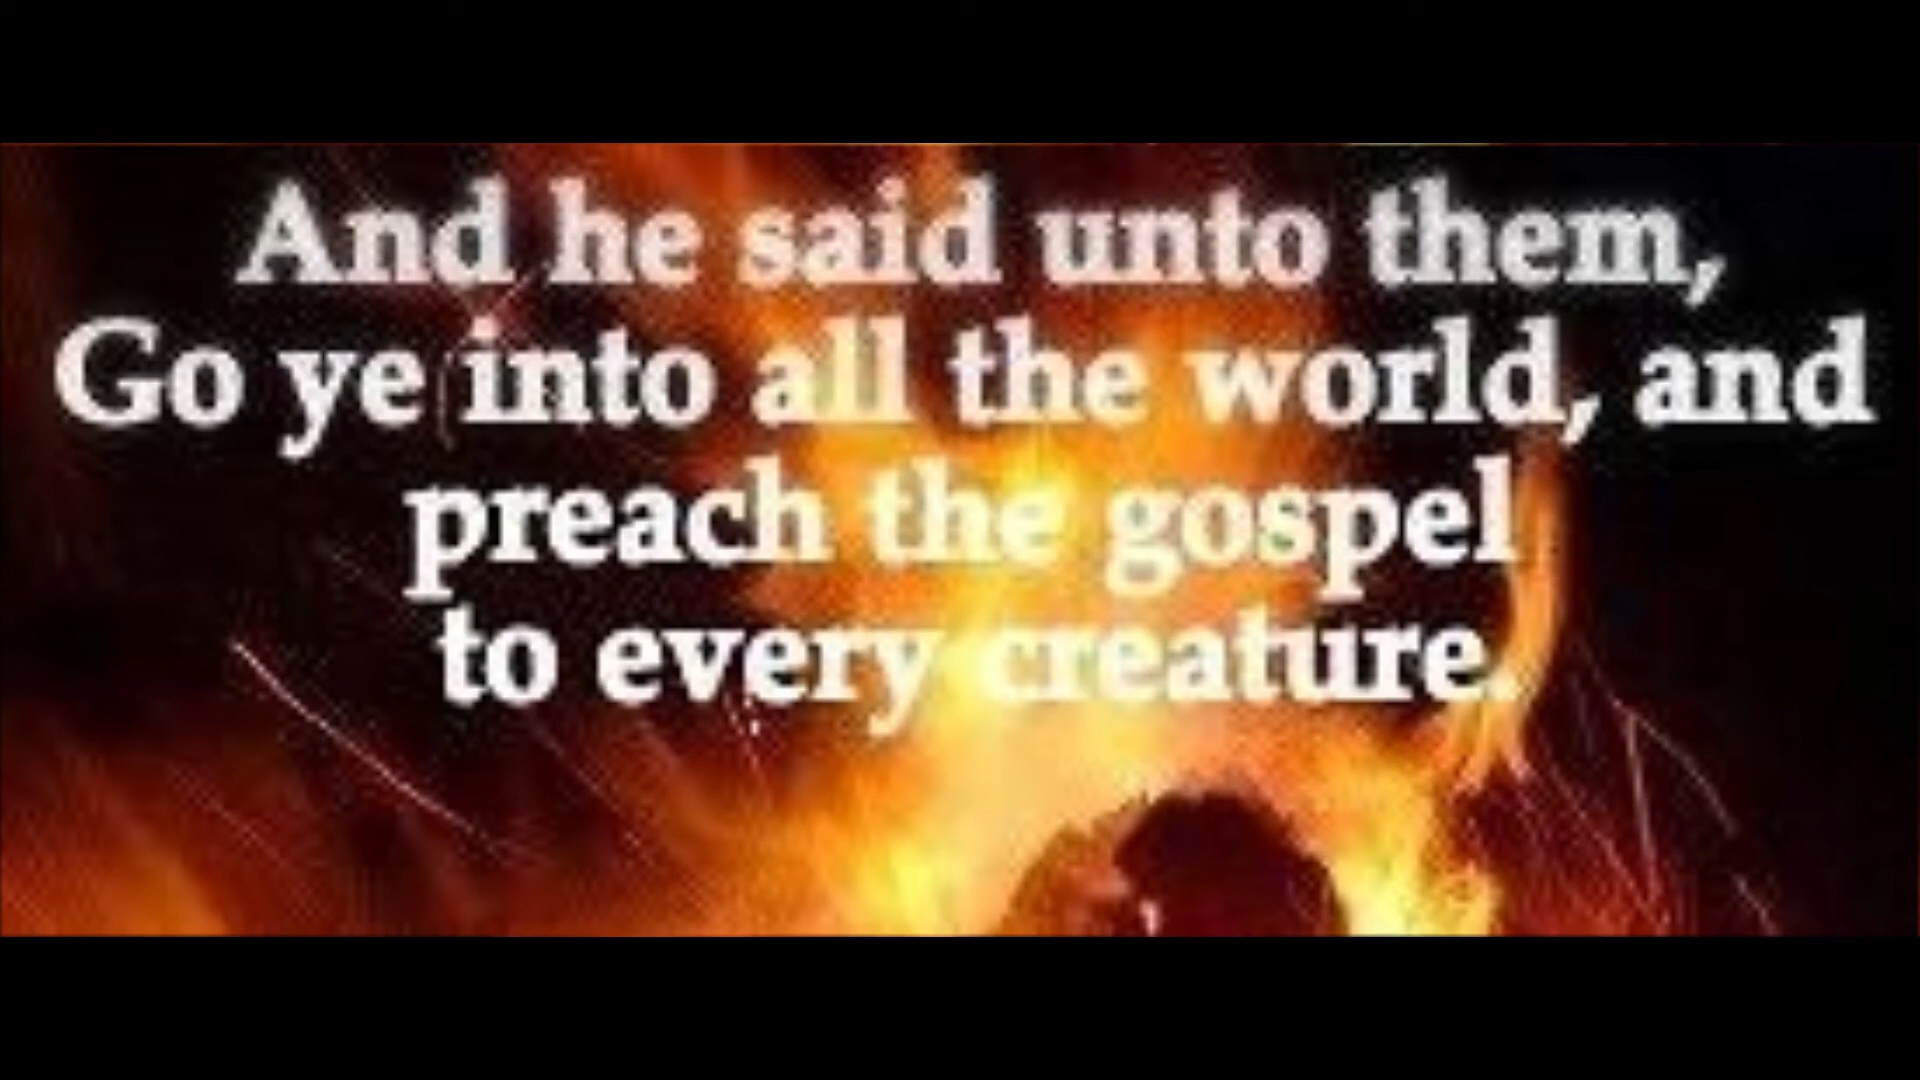 And he said unto them,
Go ye into all the world, and
preach the gospel
to every creature.